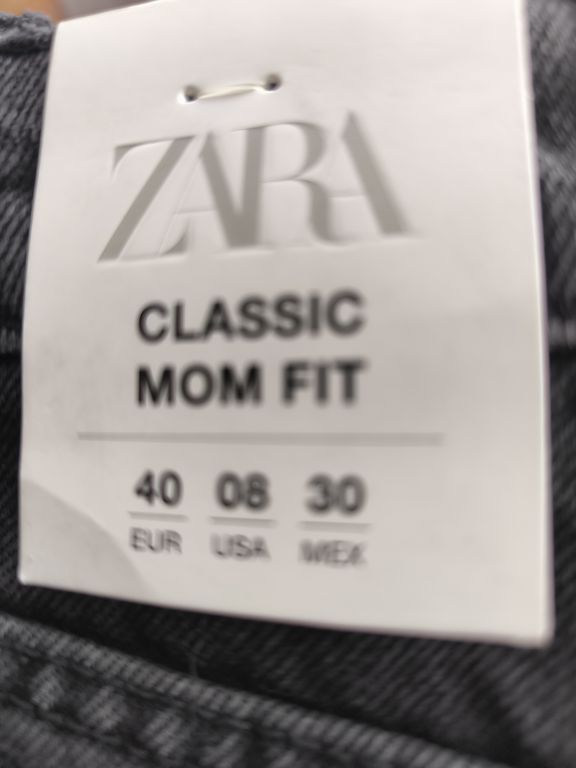 ZARA
CLASSIC
MOM FIT
40 08 30
EUR USA MEX